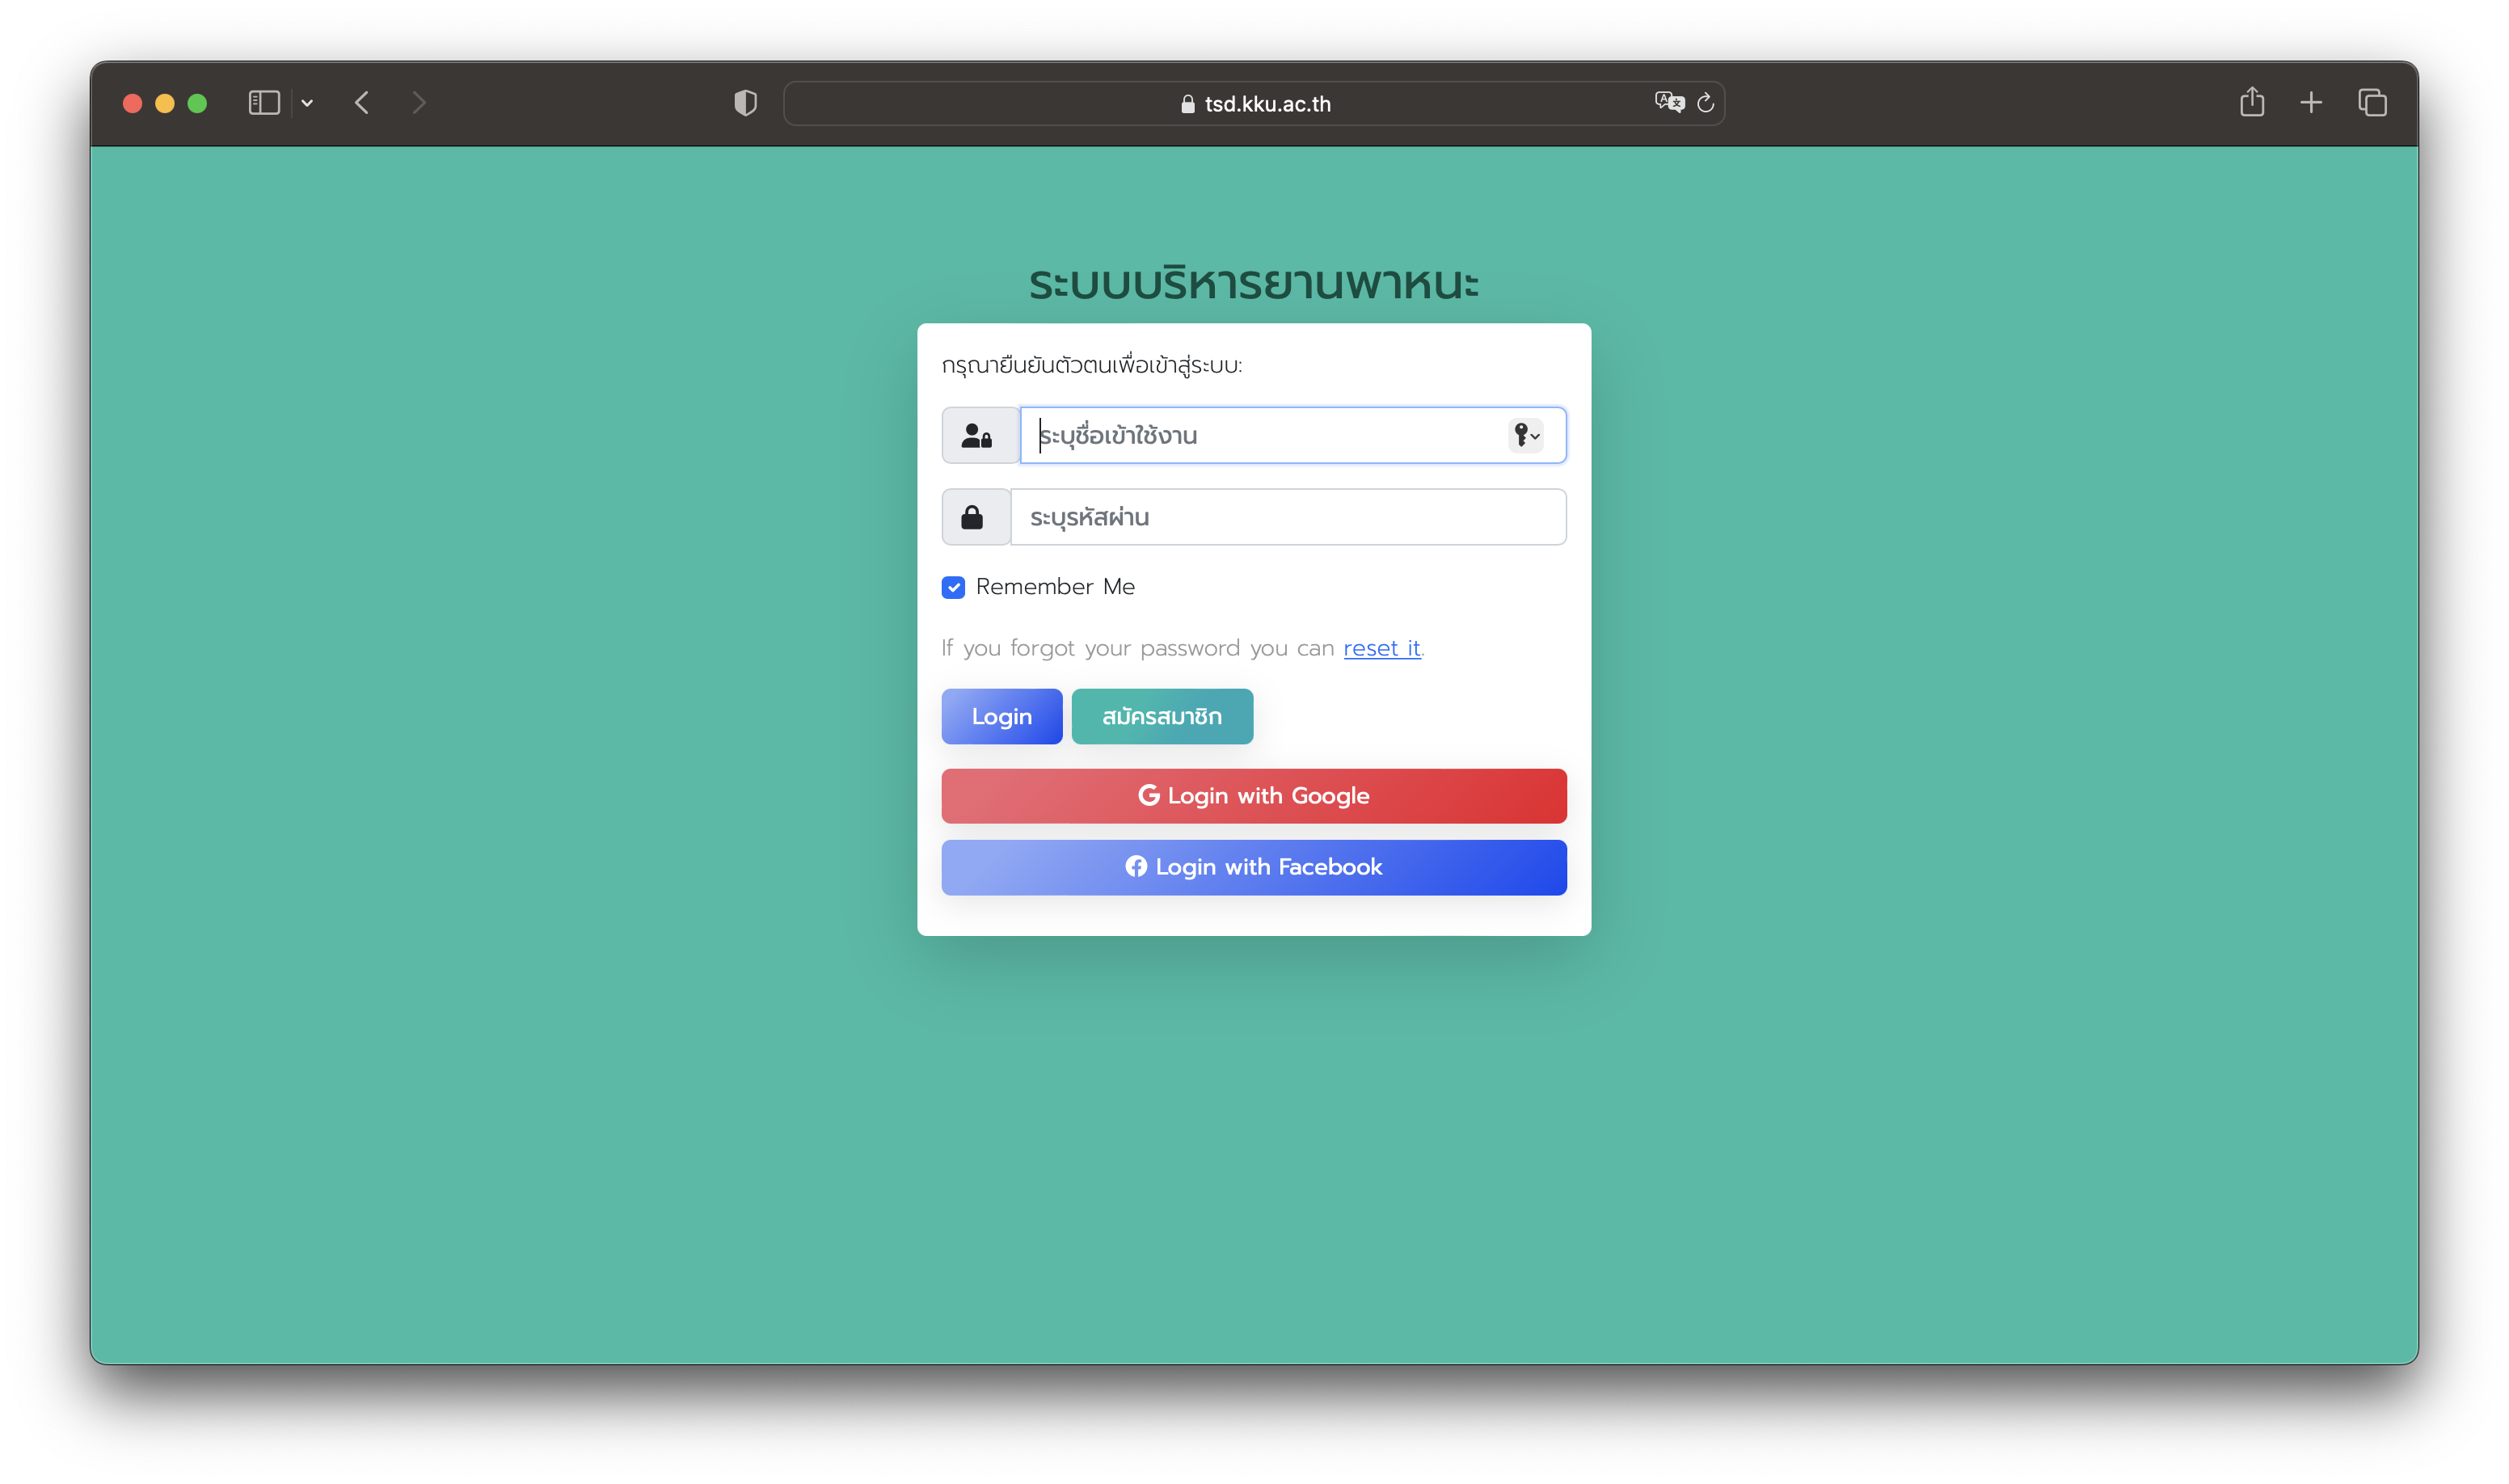 tsd.kku.ac.th
ระบบบริหารยานพาหนะ
กรุณายืนยันตัวตนเพื่อเข้าสู่ระบบ:
ระบุชื่อเข้าใช้งาน
ระบุรหัสผ่าน
Remember Me
If you forgot your password you can reset it.
Login สมัครสมาชิก
Login with Google
Login with Facebook